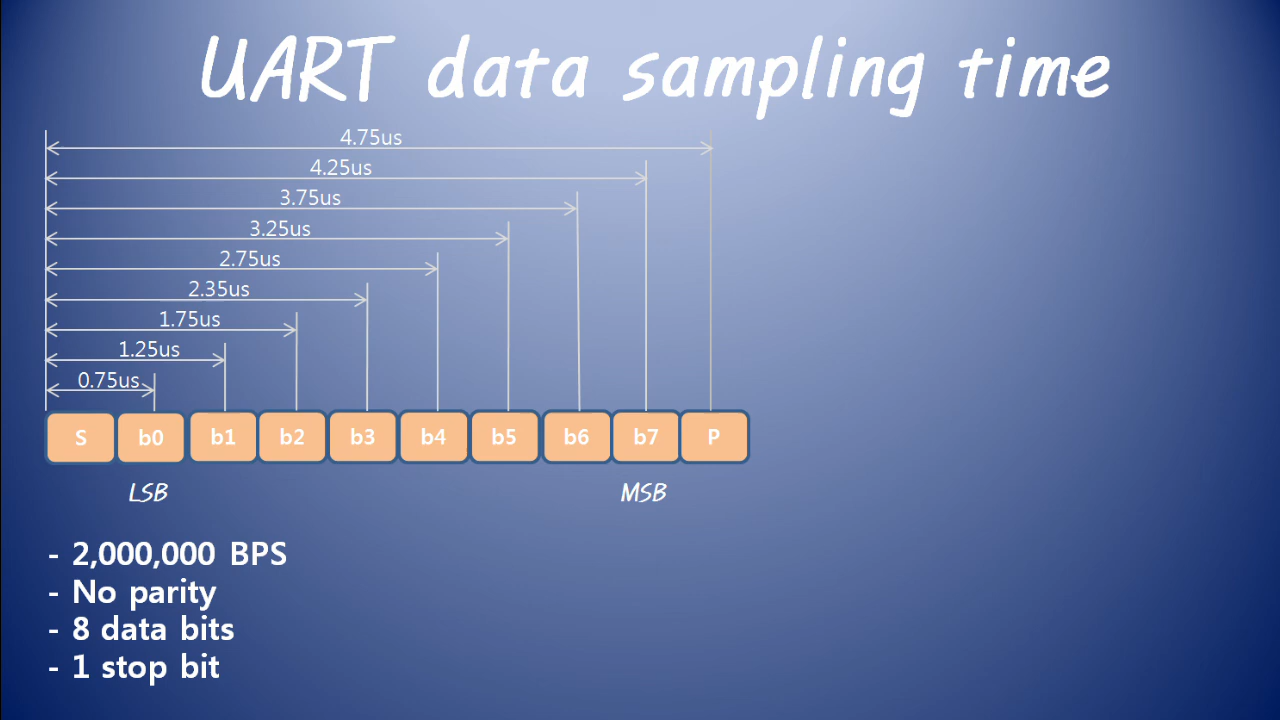 UART data sampling time
4.75us
4.25us
3.75us
3.25us
2.75us
2.35us
1.75us
1.25us
0.75us
S b0 b1 b2 b3 b4 b5 b6 b7 P
LSB MSB
- 2,000,000 BPS
- No parity
- 8 data bits
- 1 stop bit